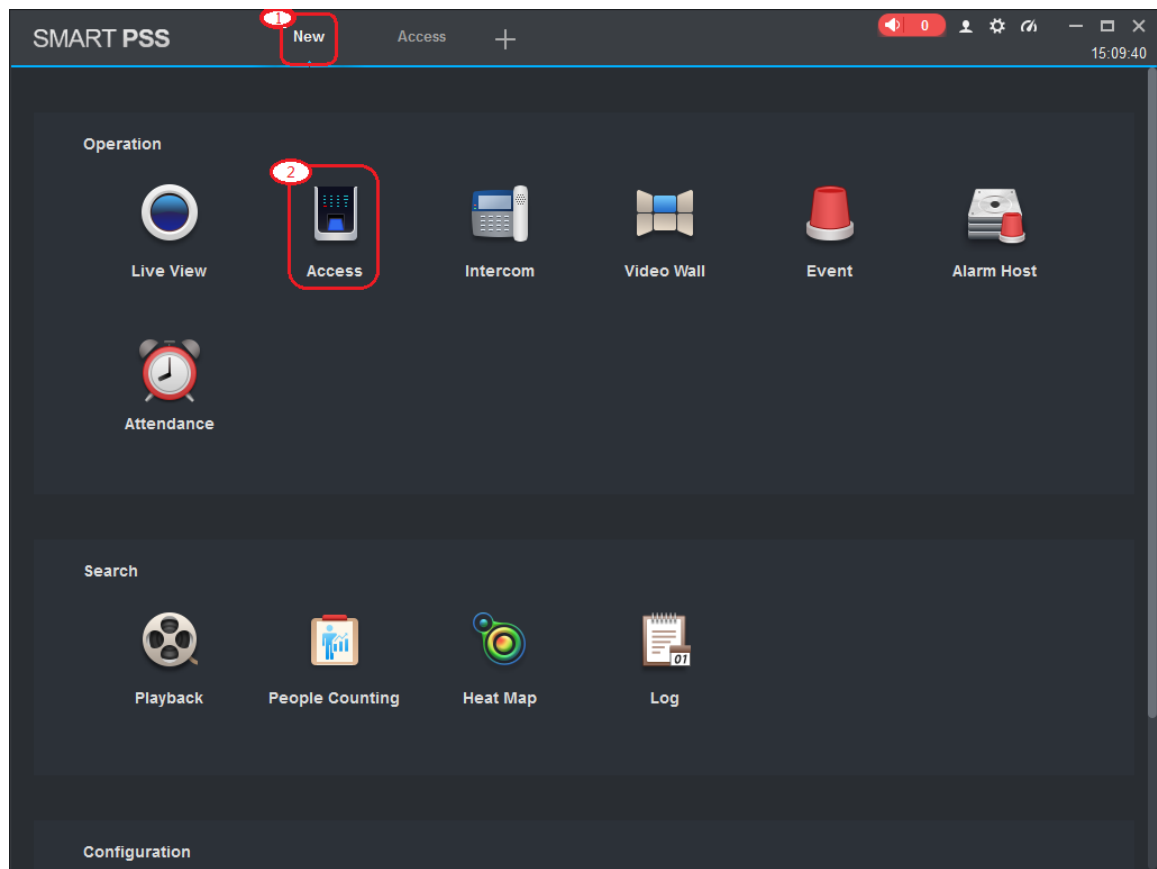 SMART PSS
1
New
Access
0
15:09:40
Operation
2
Live View
Access
Intercom
Video Wall
Event
Alarm Host
Attendance
Search
01
Playback
People Counting
Heat Map
Log
Configuration